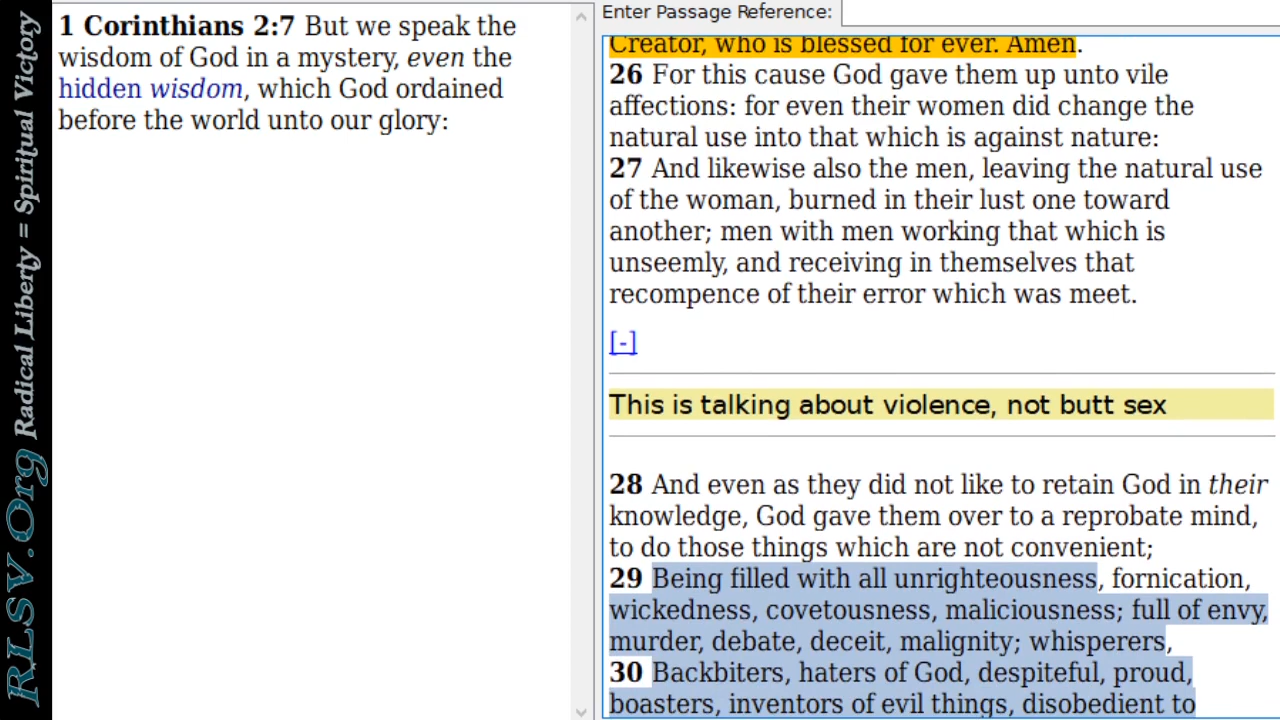 RLSV.Org Radical Liberty = Spiritual Victory
1 Corinthians 2:7 But we speak the
wisdom of God in a mystery, even the
hidden wisdom, which God ordained
before the world unto our glory:
Enter Passage Reference:
Creator, who is blessed for ever. Amen.
26 For this cause God gave them up unto vile
affections: for even their women did change the
natural use into that which is against nature:
27 And likewise also the men, leaving the natural use
of the woman, burned in their lust one toward
another; men with men working that which is
unseemly, and receiving in themselves that
recompence of their error which was meet.
[-]
This is talking about violence, not butt sex
28 And even as they did not like to retain God in their
knowledge, God gave them over to a reprobate mind,
to do those things which are not convenient;
29 Being filled with all unrighteousness, fornication,
wickedness, covetousness, maliciousness; full of envy,
murder, debate, deceit, malignity; whisperers,
30 Backbiters, haters of God, despiteful, proud,
boasters, inventors of evil things, disobedient to